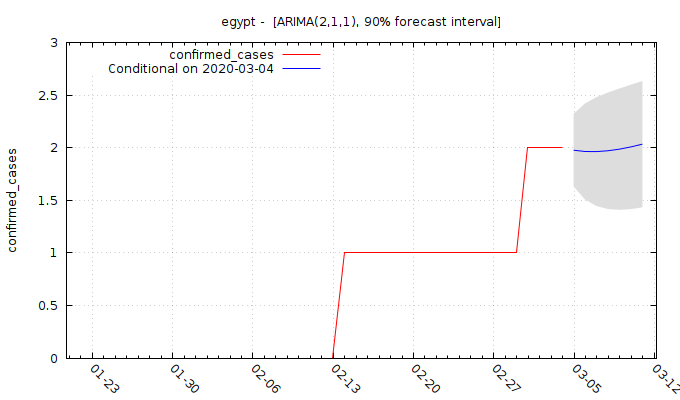 egypt -  [ARIMA(2,1,1), 90% forecast interval]
confirmed_cases
Conditional on 2020-03-04
confirmed_cases
3
2.5
2
1.5
1
0.5
0
01-23 01-30 02-06 02-13 02-20 02-27 03-05 03-12